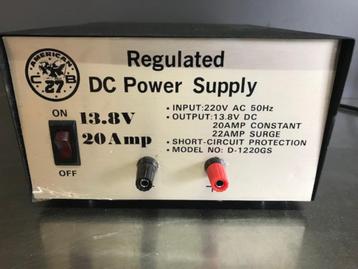 AMERICAN
C B
27
Regulated
DC Power Supply
• INPUT:220V AC 50Hz
• OUTPUT:13.8V DC
20AMP CONSTANT
22AMP SURGE
• SHORT-CIRCUIT PROTECTION
• MODEL NO: D-1220GS
ON
13.8V
20Amp
OFF
- +